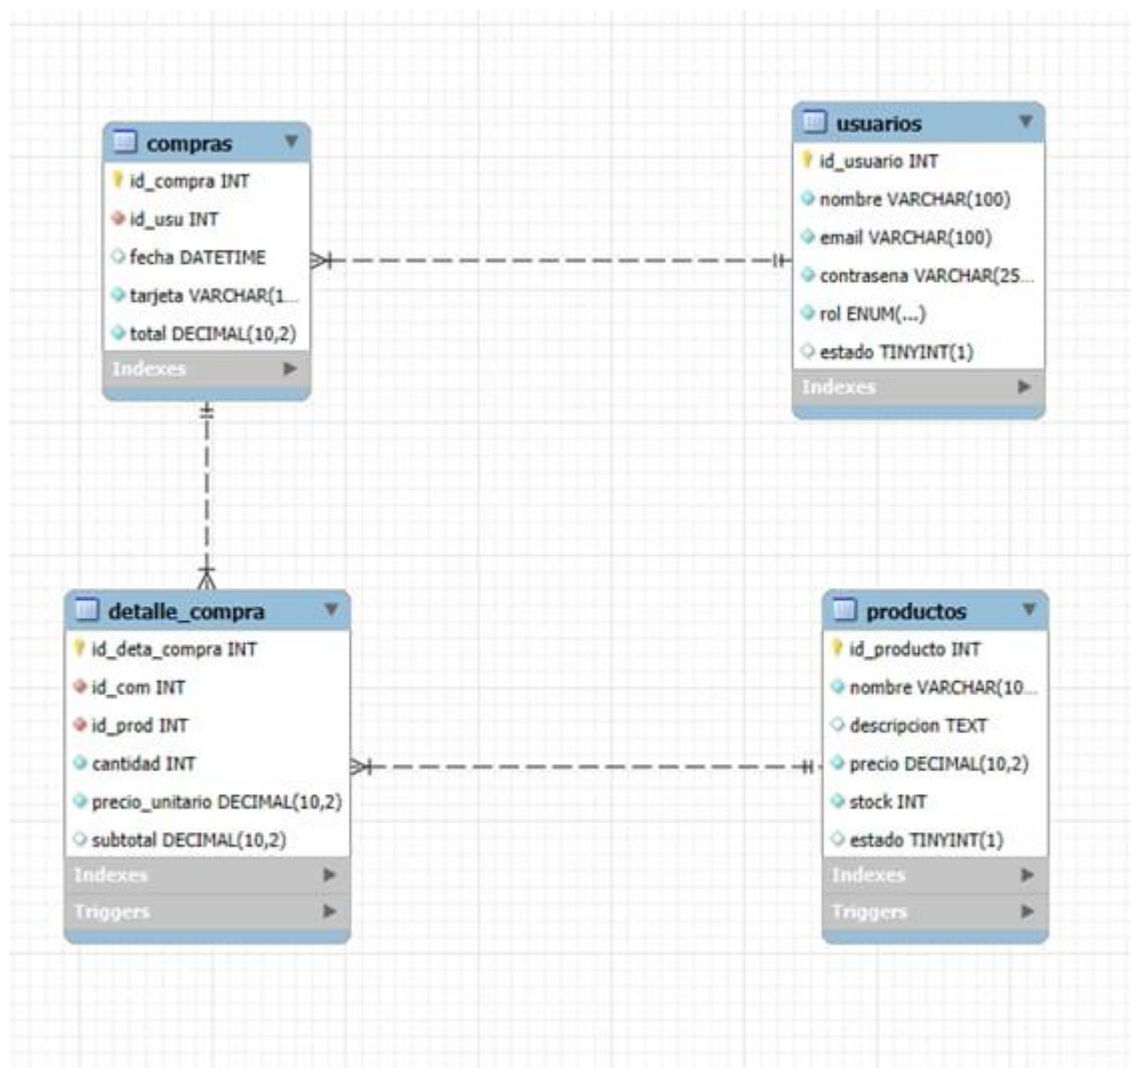 compras
id_compra INT
id_usu INT
fecha DATETIME
tarjeta VARCHAR(1...
total DECIMAL(10,2)
Indexes
usuarios
id_usuario INT
nombre VARCHAR(100)
email VARCHAR(100)
contrasena VARCHAR(25...
rol ENUM(...)
estado TINYINT(1)
Indexes
detalle_compra
id_deta_compra INT
id_com INT
id_prod INT
cantidad INT
precio_unitario DECIMAL(10,2)
subtotal DECIMAL(10,2)
Indexes
Triggers
productos
id_producto INT
nombre VARCHAR(10...
descripcion TEXT
precio DECIMAL(10,2)
stock INT
estado TINYINT(1)
Indexes
Triggers